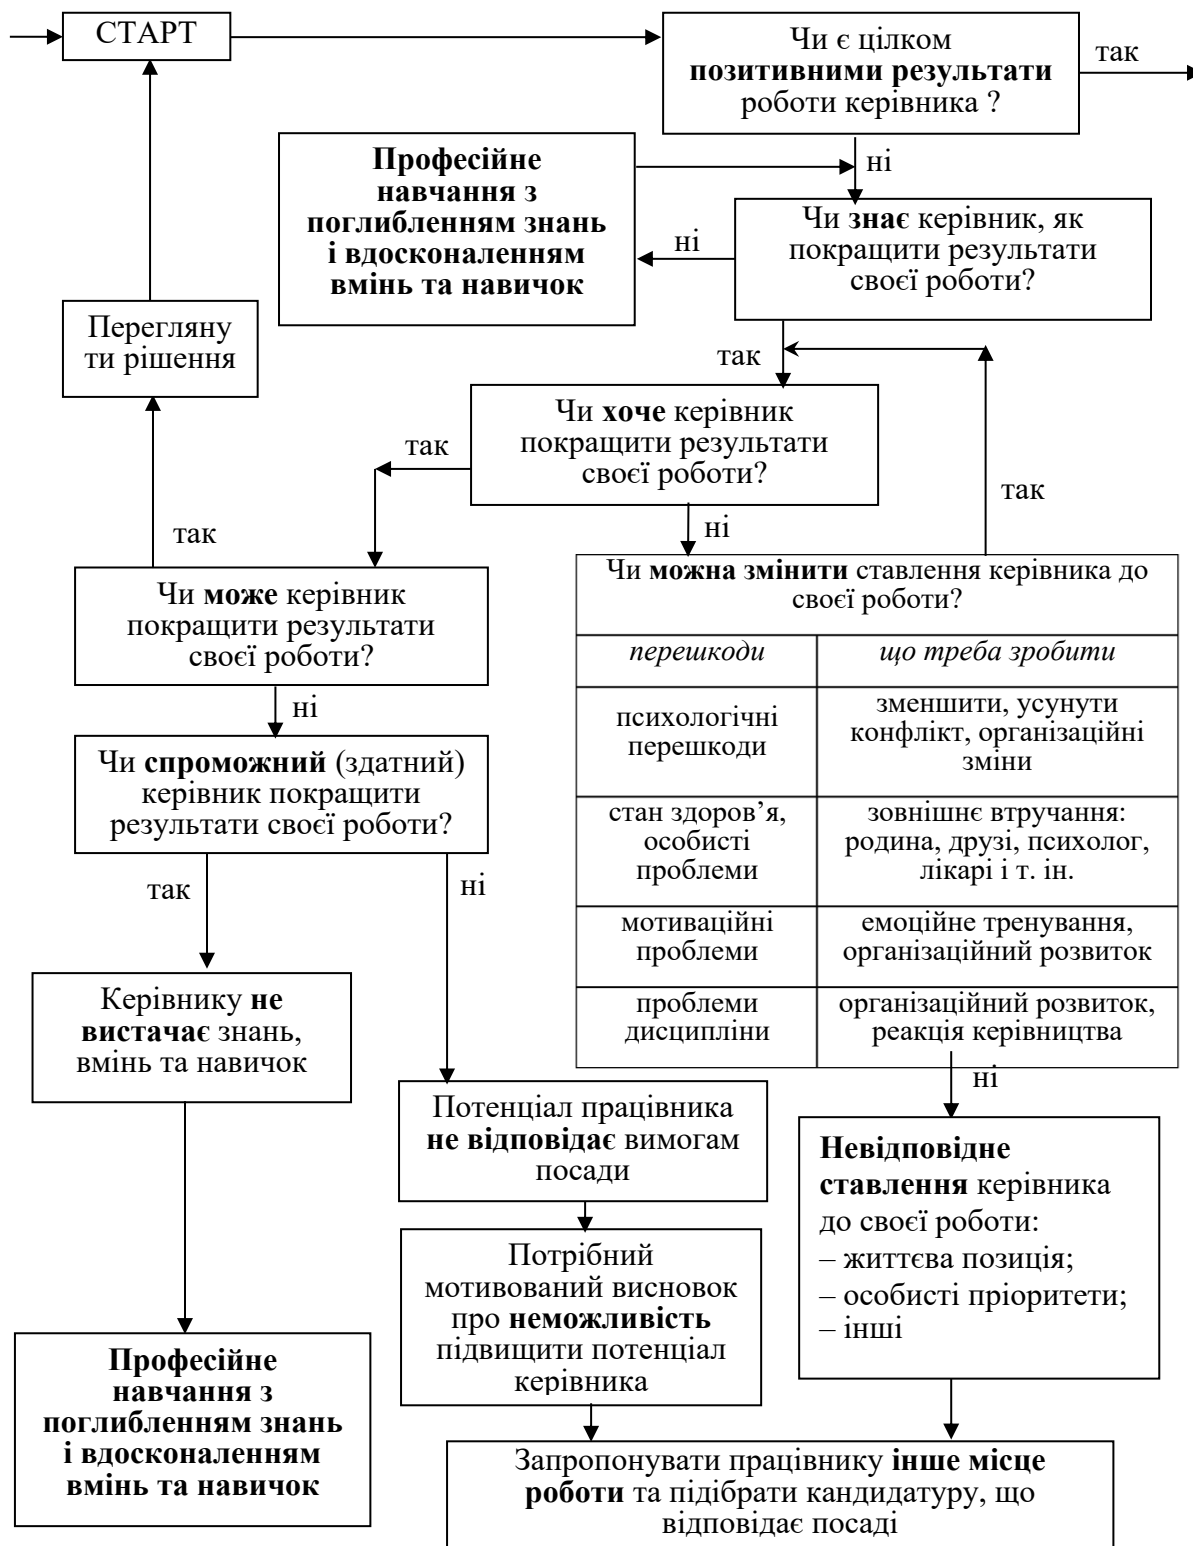 СТАРТ
Чи є цілком
позитивними результати
роботи керівника ?
так
ні
Професійне
навчання з
поглибленням знань
і вдосконаленням
вмінь та навичок
Чи знає керівник, як
покращити результати
своєї роботи?
ні
Перегляну
ти рішення
так
Чи хоче керівник
покращити результати
своєї роботи?
так
так
ні
так
Чи може керівник
покращити результати
своєї роботи?
ні
Чи можна змінити ставлення керівника до
своєї роботи?
перешкоди
що треба зробити
психологічні
перешкоди
зменшити, усунути
конфлікт, організаційні
зміни
стан здоров’я,
особисті
проблеми
зовнішнє втручання:
родина, друзі, психолог,
лікарі і т. ін.
мотиваційні
проблеми
емоційне тренування,
організаційний розвиток
проблеми
дисципліни
організаційний розвиток,
реакція керівництва
ні
Чи спроможний (здатний)
керівник покращити
результати своєї роботи?
так
ні
Керівнику не
вистачає знань,
вмінь та навичок
Потенціал працівника
не відповідає вимогам
посади
Невідповідне
ставлення керівника
до своєї роботи:
– життєва позиція;
– особисті пріоритети;
– інші
Потрібний
мотивований висновок
про неможливість
підвищити потенціал
керівника
Професійне
навчання з
поглибленням знань
і вдосконаленням
вмінь та навичок
Запропонувати працівнику інше місце
роботи та підібрати кандидатуру, що
відповідає посаді